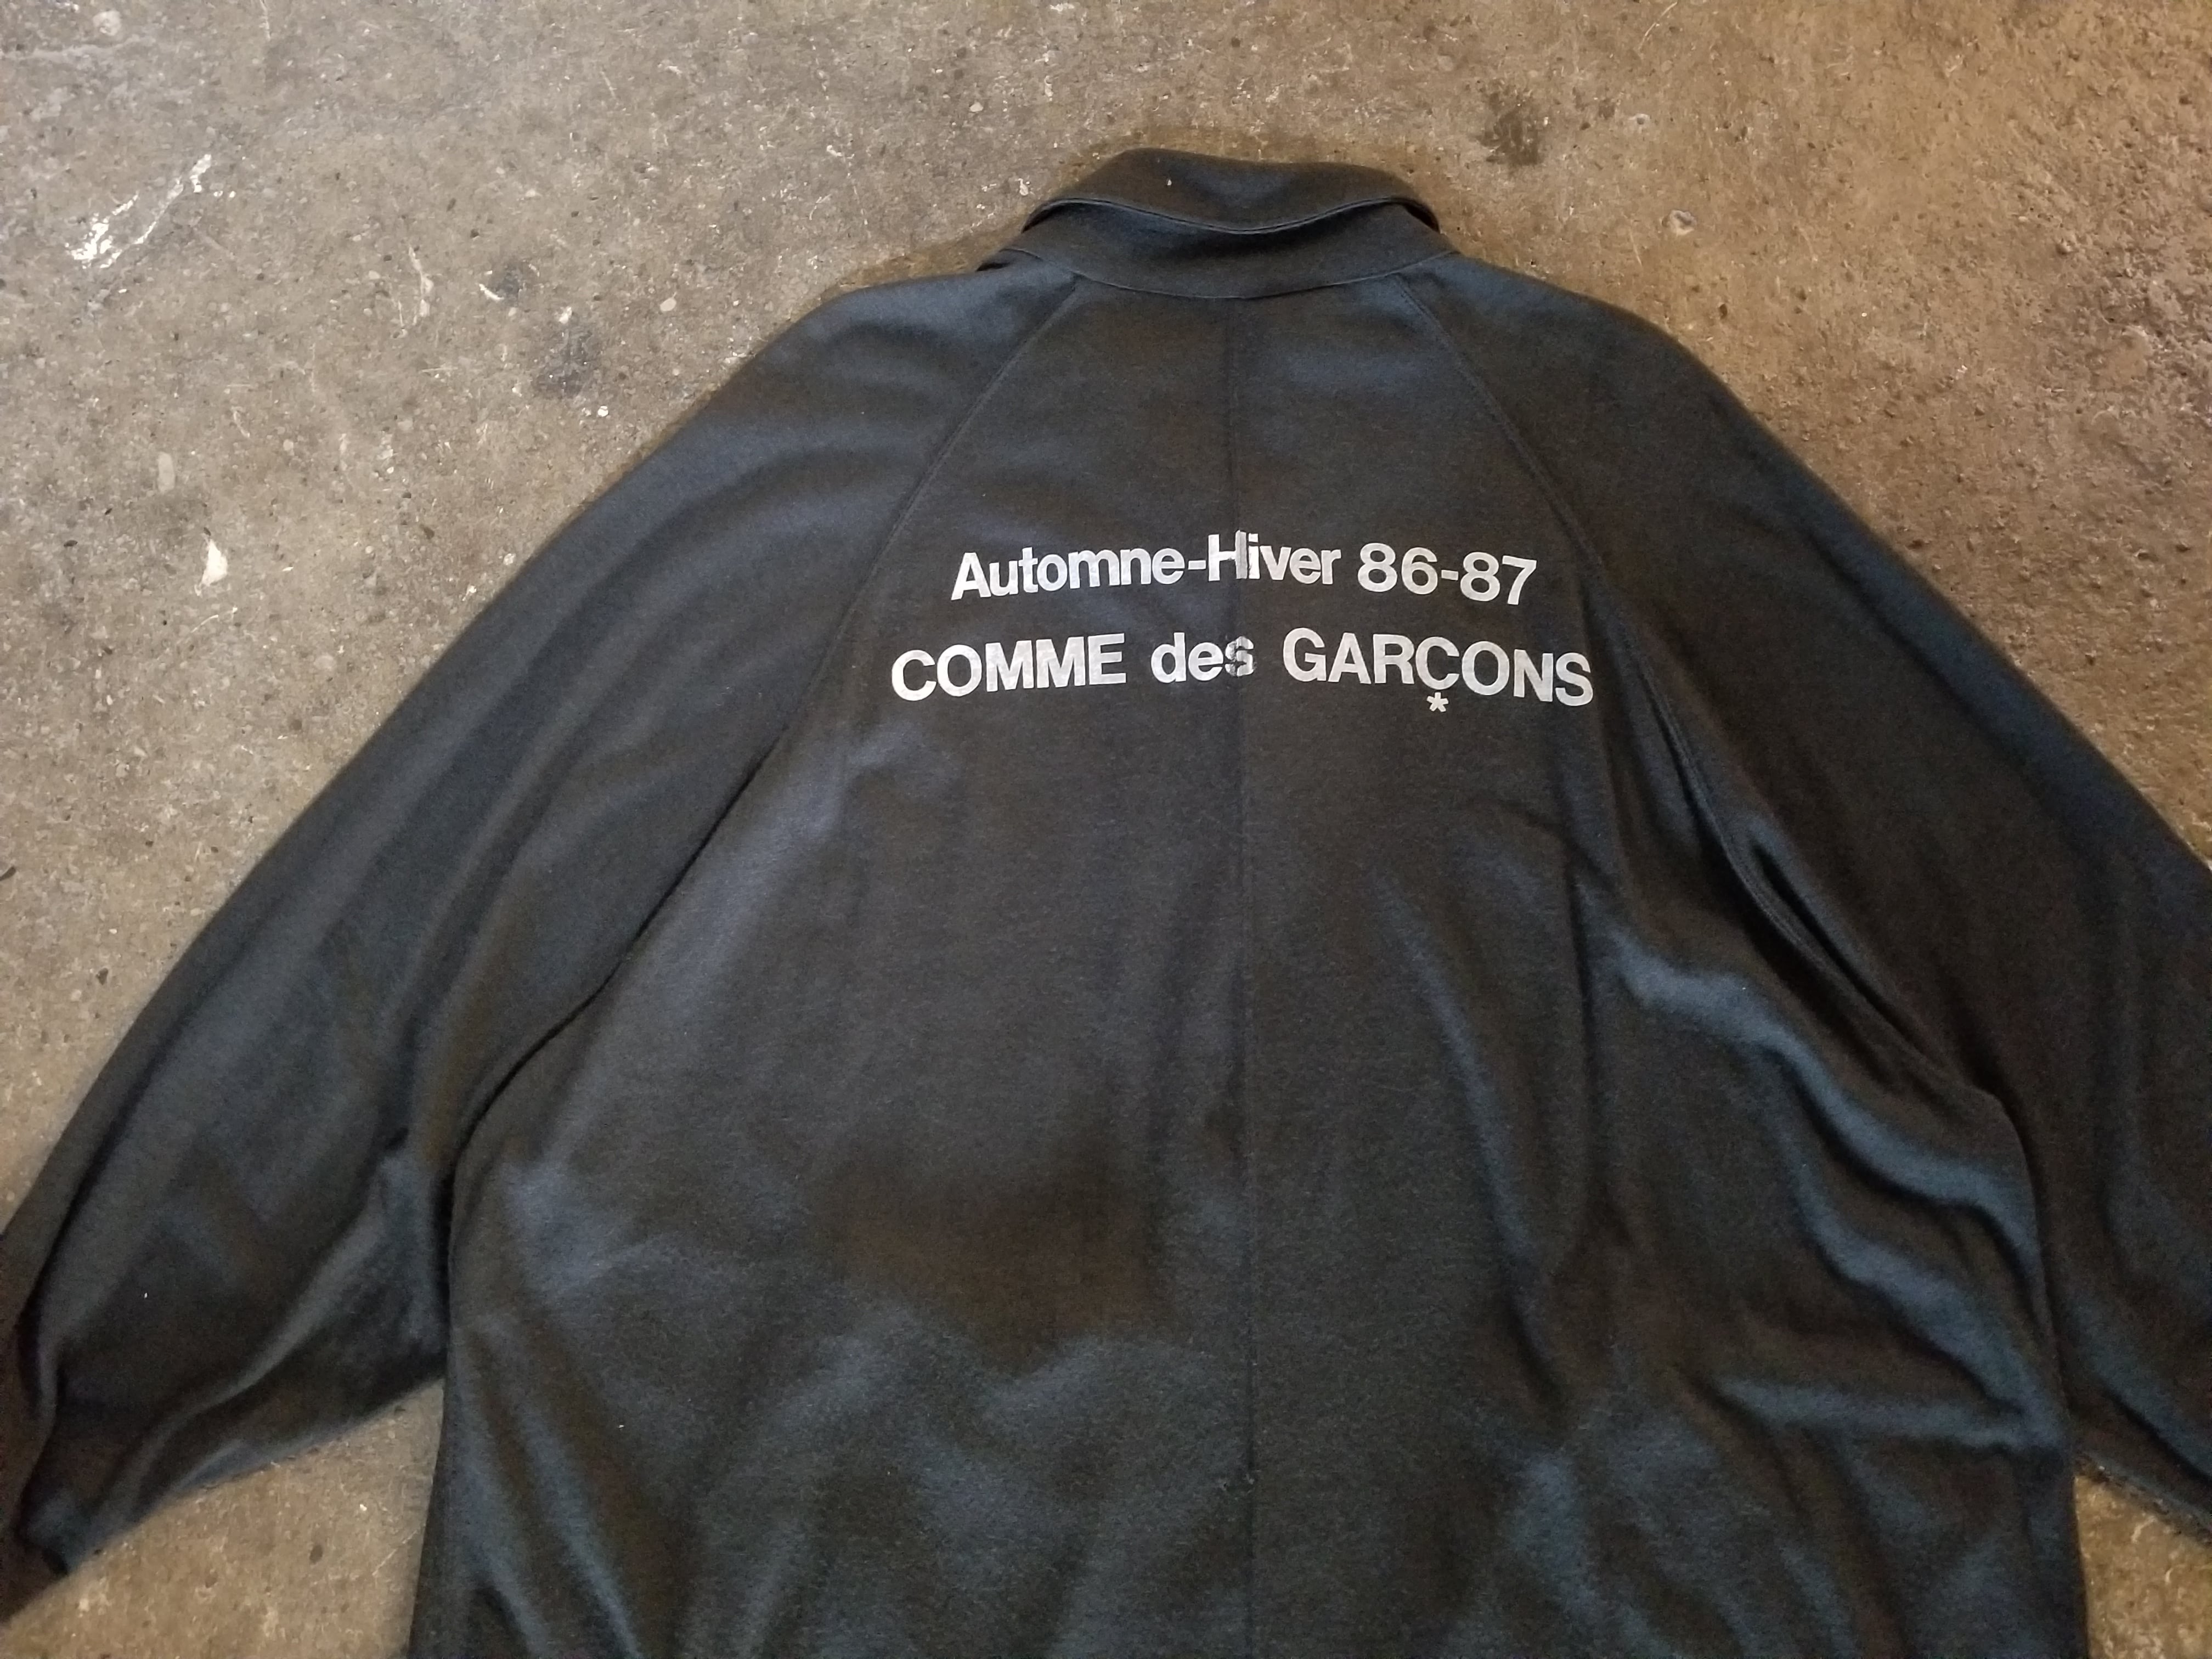 Automne-Hiver 86-87
COMME des GARÇONS
*